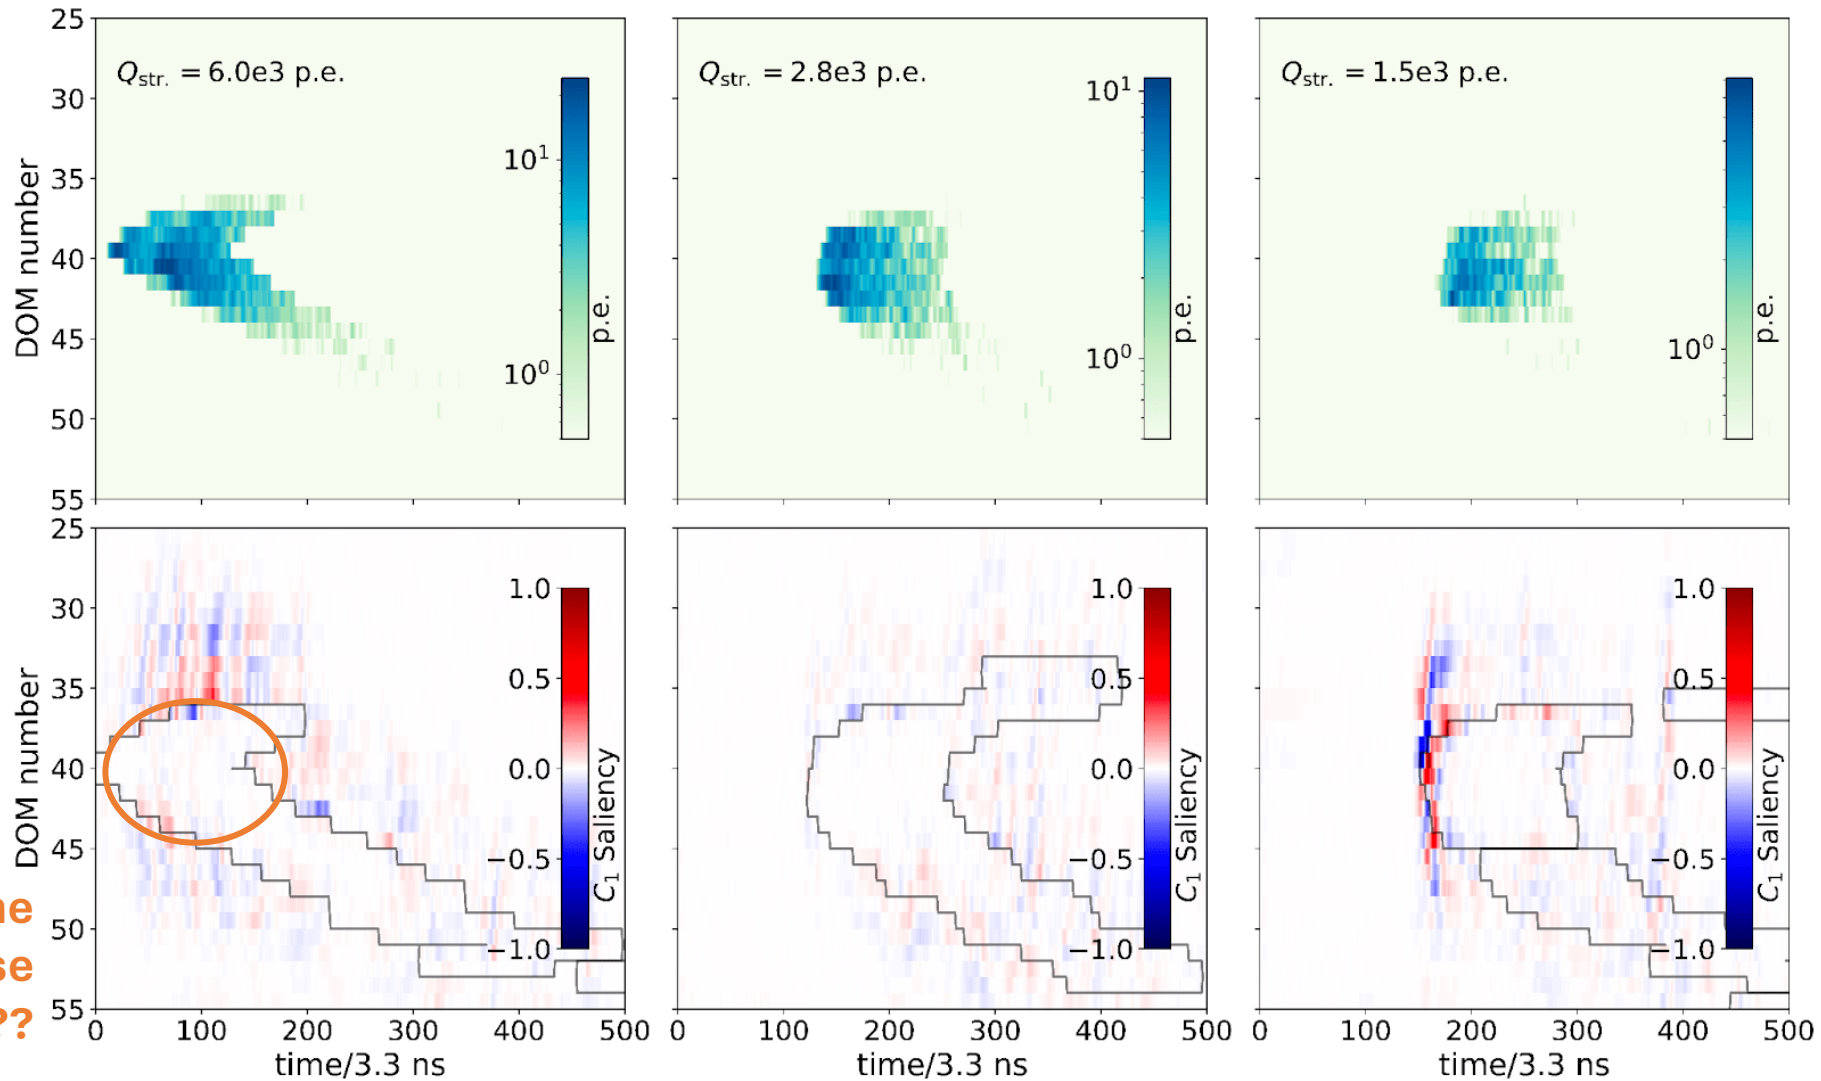 25
30
35
40
45
50
55
DOM number
Q_str. = 6.0e3 p.e.
10^1
10^0
p.e.
Q_str. = 2.8e3 p.e.
10^1
10^0
p.e.
Q_str. = 1.5e3 p.e.
10^0
p.e.
25
30
35
40
45
50
55
DOM number
1.0
0.5
0.0
−0.5
−1.0
C_1 Saliency
1.0
0.5
0.0
−0.5
−1.0
C_1 Saliency
1.0
0.5
0.0
−0.5
−1.0
C_1 Saliency
??
0 100 200 300 400 500
time/3.3 ns
0 100 200 300 400 500
time/3.3 ns
0 100 200 300 400 500
time/3.3 ns